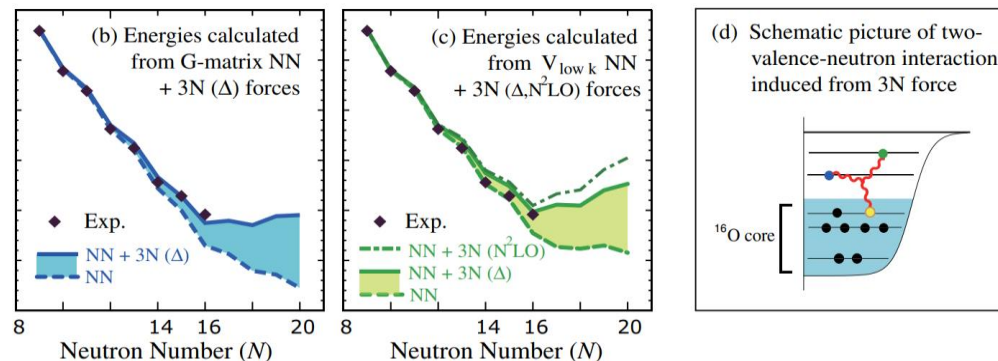 (b) Energies calculated
from G-matrix NN
+ 3N (Δ) forces
Exp.
NN + 3N (Δ)
NN
8
14
16
20
Neutron Number (N)
(c) Energies calculated
from V low k NN
+ 3N (Δ,N²LO) forces
Exp.
NN + 3N (N²LO)
NN + 3N (Δ)
NN
8
14
16
20
Neutron Number (N)
(d) Schematic picture of two-
valence-neutron interaction
induced from 3N force
¹⁶O core